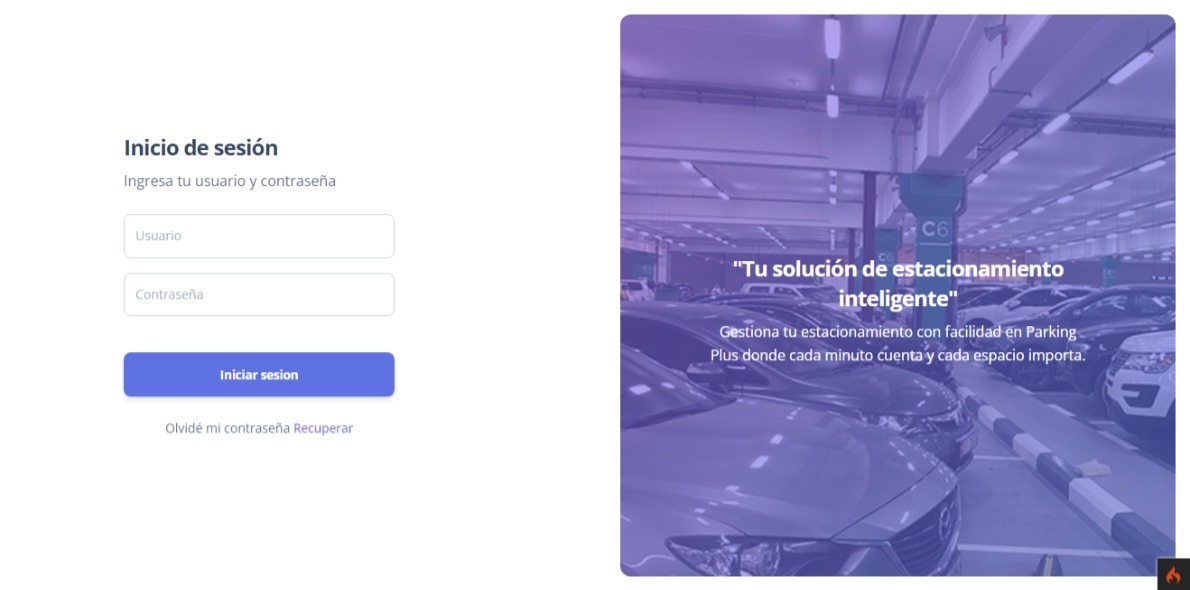 Inicio de sesión
Ingresa tu usuario y contraseña
Usuario
Contraseña
Iniciar sesion
Olvidé mi contraseña Recuperar
C6
C6
"Tu solución de estacionamiento
inteligente"
Gestiona tu estacionamiento con facilidad en Parking
Plus donde cada minuto cuenta y cada espacio importa.